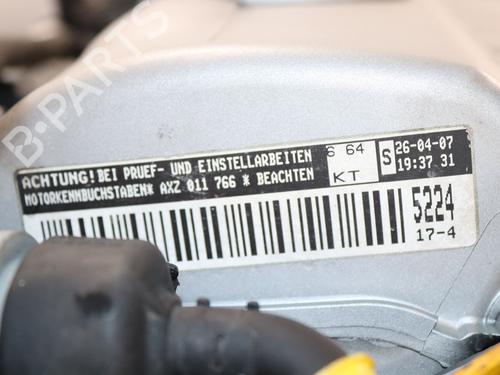 B-PARTS
ACHTUNG! BEI PRUEF- UND EINSTELLARBEITEN
MOTORKENNBUCHSTABEN* AXZ 011 766 * BEACHTEN
6 64
KT
S
26-04-07
19:37 31
5224
17-4